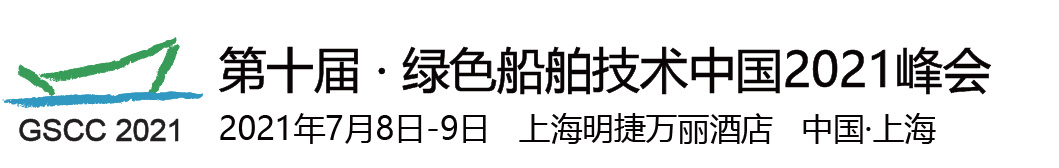 第十届·绿色船舶技术中国2021峰会
GSCC 2021
2021年7月8日-9日 上海明捷万丽酒店 中国·上海